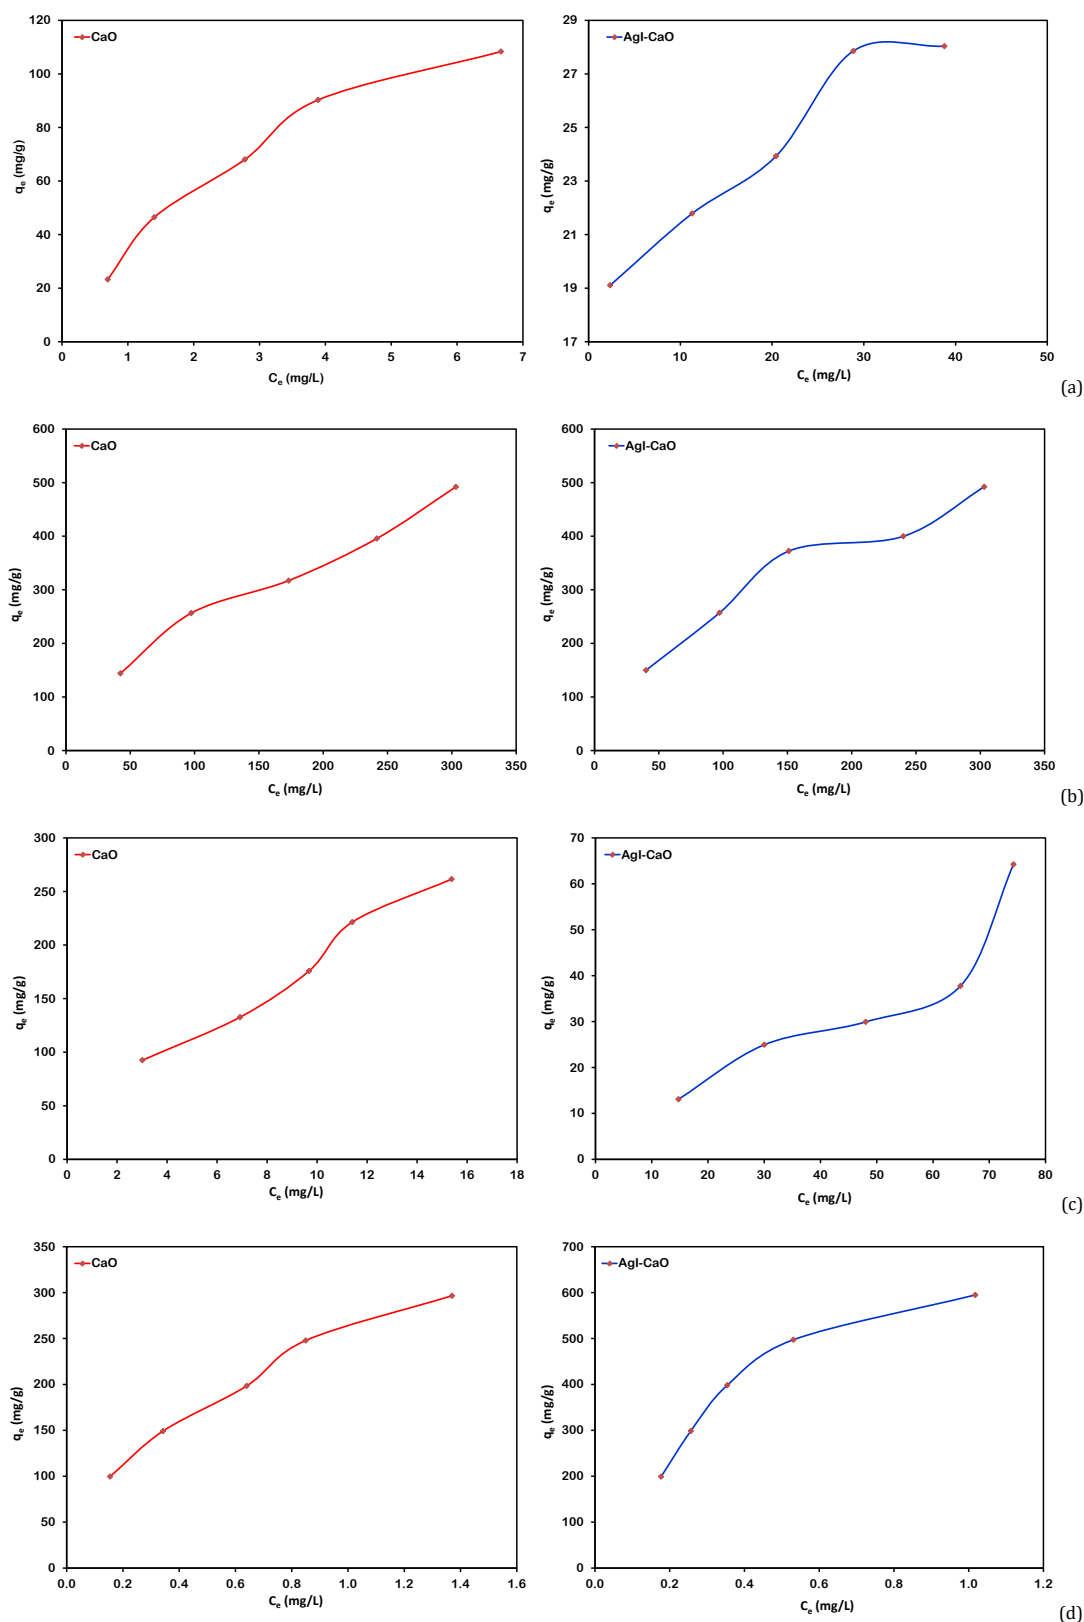 CaO
120
100
80
60
40
20
0
qe (mg/g)
0 1 2 3 4 5 6 7
Ce (mg/L)
AgI-CaO
29
27
25
23
21
19
17
qe (mg/g)
0 10 20 30 40 50
Ce (mg/L)
(a)
CaO
600
500
400
300
200
100
0
qe (mg/g)
0 50 100 150 200 250 300 350
Ce (mg/L)
AgI-CaO
600
500
400
300
200
100
0
qe (mg/g)
0 50 100 150 200 250 300 350
Ce (mg/L)
(b)
CaO
300
250
200
150
100
50
0
qe (mg/g)
0 2 4 6 8 10 12 14 16 18
Ce (mg/L)
AgI-CaO
70
60
50
40
30
20
10
0
qe (mg/g)
0 10 20 30 40 50 60 70 80
Ce (mg/L)
(c)
CaO
350
300
250
200
150
100
50
0
qe (mg/g)
0.0 0.2 0.4 0.6 0.8 1.0 1.2 1.4 1.6
Ce (mg/L)
AgI-CaO
700
600
500
400
300
200
100
0
qe (mg/g)
0.0 0.2 0.4 0.6 0.8 1.0 1.2
Ce (mg/L)
(d)